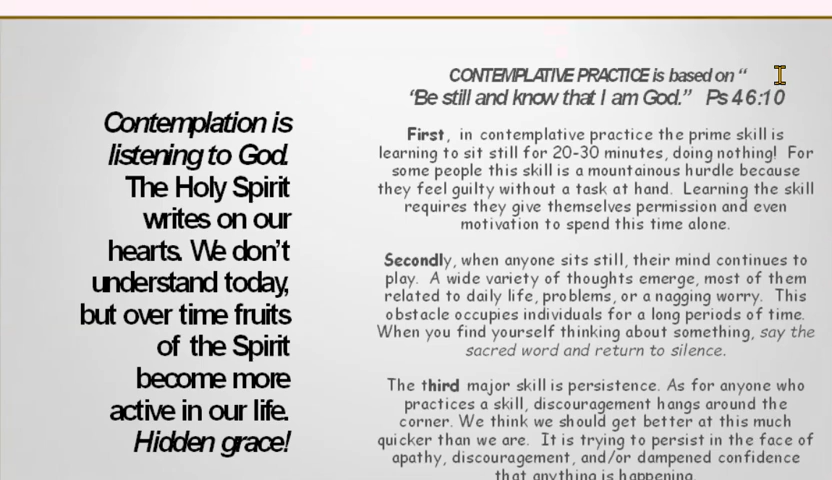 Contemplation is
listening to God.
The Holy Spirit
writes on our
hearts. We don't
understand today,
but over time fruits
of the Spirit
become more
active in our life.
Hidden grace!
CONTEMPLATIVE PRACTICE is based on "
"Be still and know that I am God." Ps 46:10
First, in contemplative practice the prime skill is
learning to sit still for 20-30 minutes, doing nothing! For
some people this skill is a mountainous hurdle because
they feel guilty without a task at hand. Learning the skill
requires they give themselves permission and even
motivation to spend this time alone.
Secondly, when anyone sits still, their mind continues to
play. A wide variety of thoughts emerge, most of them
related to daily life, problems, or a nagging worry. This
obstacle occupies individuals for a long periods of time.
When you find yourself thinking about something, say the
sacred word and return to silence.
The third major skill is persistence. As for anyone who
practices a skill, discouragement hangs around the
corner. We think we should get better at this much
quicker than we are. It is trying to persist in the face of
apathy, discouragement, and/or dampened confidence
that anything is happening.